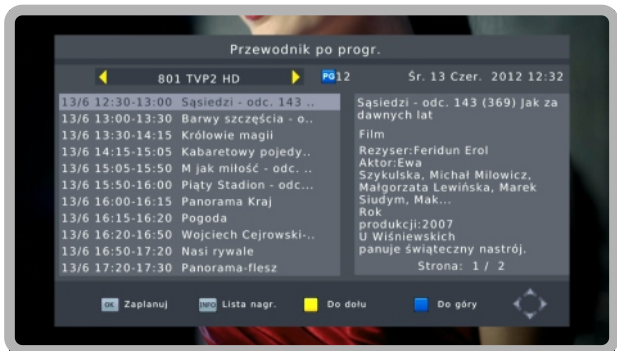 Przewodnik po progr.
801 TVP2 HD PG12 Śr. 13 Czer. 2012 12:32
13/6 12:30-13:00 Sąsiedzi - odc. 143 ..
13/6 13:00-13:30 Barwy szczęścia - o..
13/6 13:30-14:15 Królowie magii
13/6 14:15-15:05 Kabaretowy pojedy..
13/6 15:05-15:50 M jak miłość - odc. ..
13/6 15:50-16:00 Piąty Stadion - odc...
13/6 16:00-16:15 Panorama Kraj
13/6 16:15-16:20 Pogoda
13/6 16:20-16:50 Wojciech Cejrowski-..
13/6 16:50-17:20 Nasi rywale
13/6 17:20-17:30 Panorama-flesz
Sąsiedzi - odc. 143 (369) Jak za
dawnych lat
Film
Rezyser:Feridun Erol
Aktor:Ewa
Szykulska, Michał Milowicz,
Małgorzata Lewińska, Marek
Siudym, Mak...
Rok
produkcji:2007
U Wiśniewskich
panuje świąteczny nastrój.
Strona: 1 / 2
OK Zaplanuj INFO Lista nagr. Do dołu Do góry